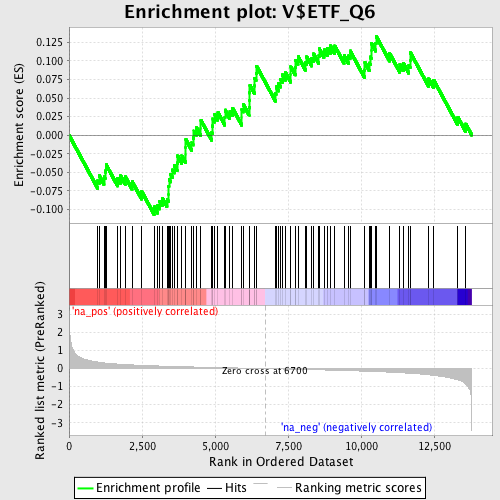 Enrichment plot: V$ETF_Q6
Enrichment score (ES)
0.125
0.100
0.075
0.050
0.025
0.000
-0.025
-0.050
-0.075
-0.100
'na_pos' (positively correlated)
Ranked list metric (PreRanked)
3
2
1
0
-1
-2
-3
Zero cross at 6700
'na_neg' (negatively correlated)
0 2,500 5,000 7,500 10,000 12,500
Rank in Ordered Dataset
Enrichment profile Hits Ranking metric scores